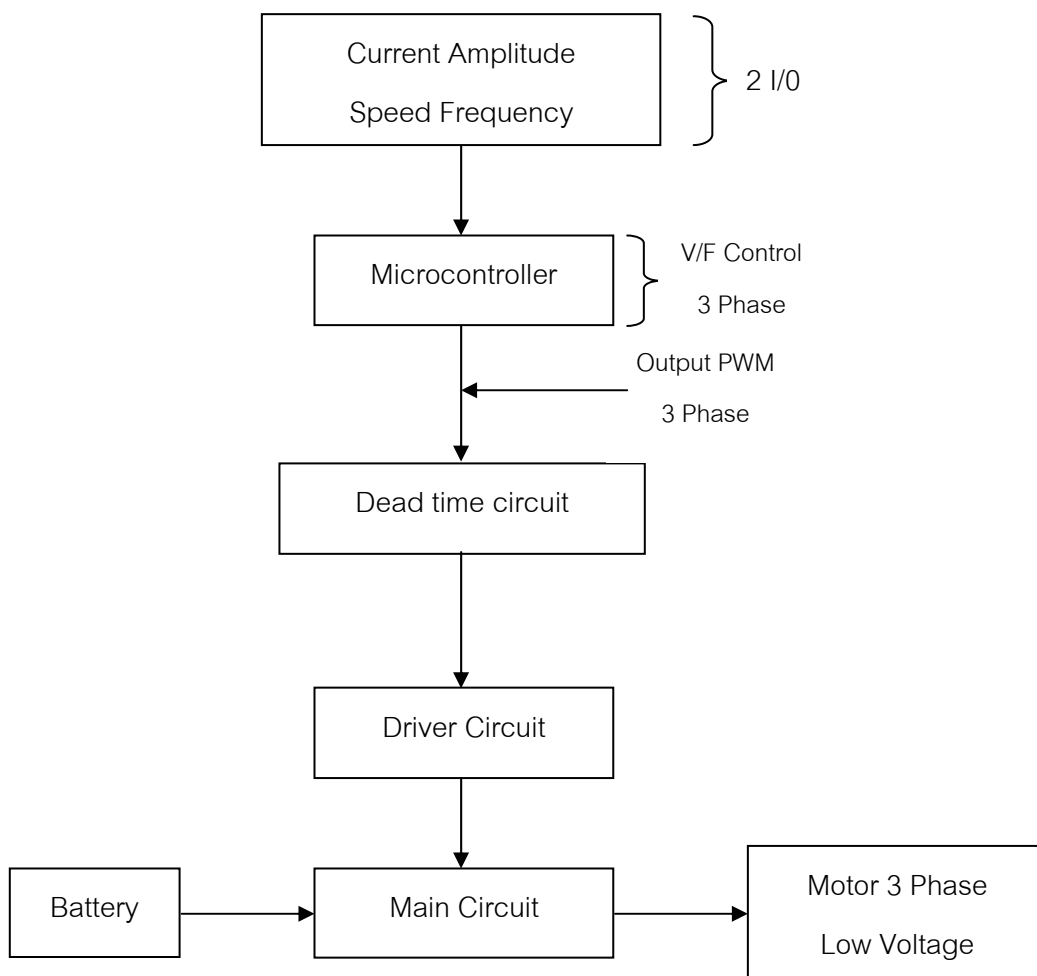 Current Amplitude
Speed Frequency
2 I/0
Microcontroller
V/F Control
3 Phase
Output PWM
3 Phase
Dead time circuit
Driver Circuit
Battery
Main Circuit
Motor 3 Phase
Low Voltage